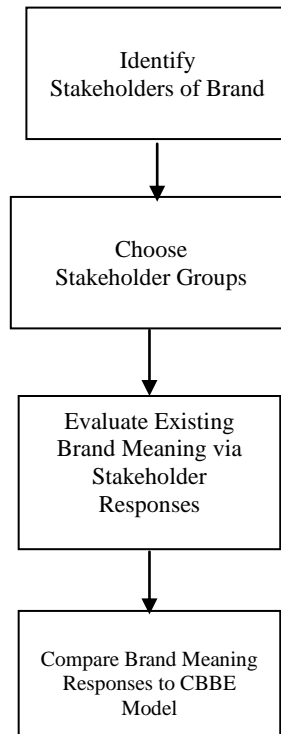 Identify
Stakeholders of Brand
Choose
Stakeholder Groups
Evaluate Existing
Brand Meaning via
Stakeholder
Responses
Compare Brand Meaning
Responses to CBBE
Model